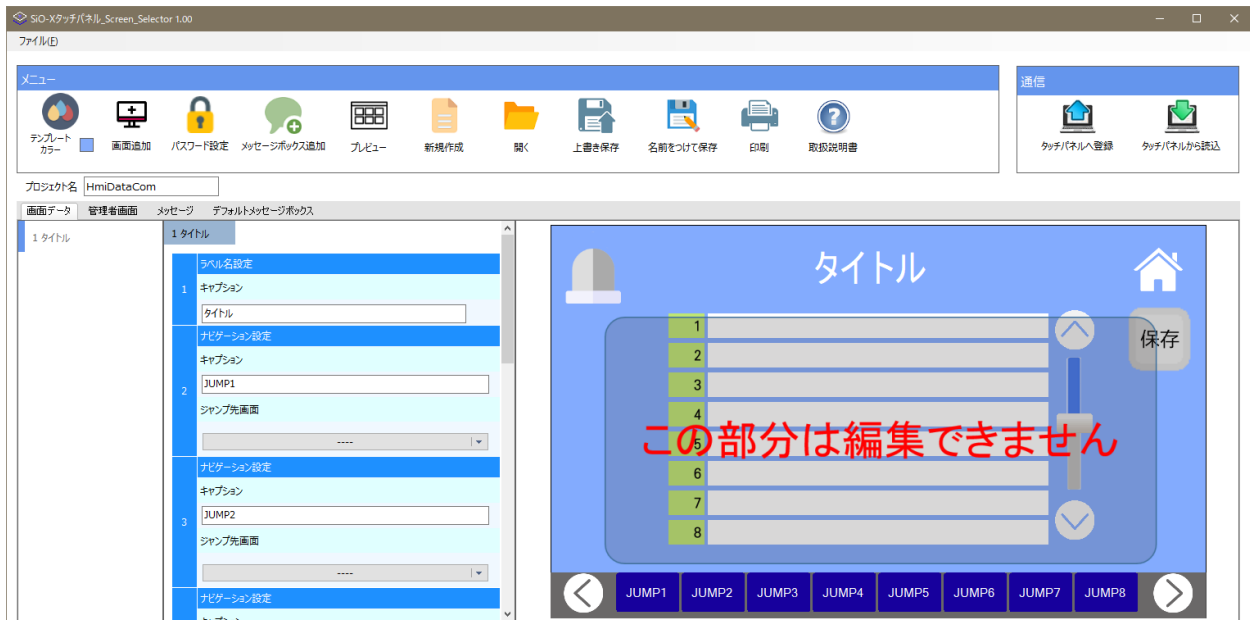 SiO-Xタッチパネル_Screen_Selector 1.00
ファイル(F)
メニュー
通信
テンプレート
カラー
画面追加
パスワード設定
メッセージボックス追加
プレビュー
新規作成
開く
上書き保存
名前をつけて保存
印刷
取扱説明書
タッチパネルへ登録
タッチパネルから読込
プロジェクト名 HmiDataCom
画面データ 管理者画面 メッセージ デフォルトメッセージボックス
1 タイトル
1 タイトル
ラベル名設定
1 キャプション
タイトル
ナビゲーション設定
キャプション
2 JUMP1
ジャンプ先画面
----
ナビゲーション設定
キャプション
3 JUMP2
ジャンプ先画面
----
ナビゲーション設定
タイトル
保存
1
2
3
4
5
6
7
8
この部分は編集できません
JUMP1 JUMP2 JUMP3 JUMP4 JUMP5 JUMP6 JUMP7 JUMP8